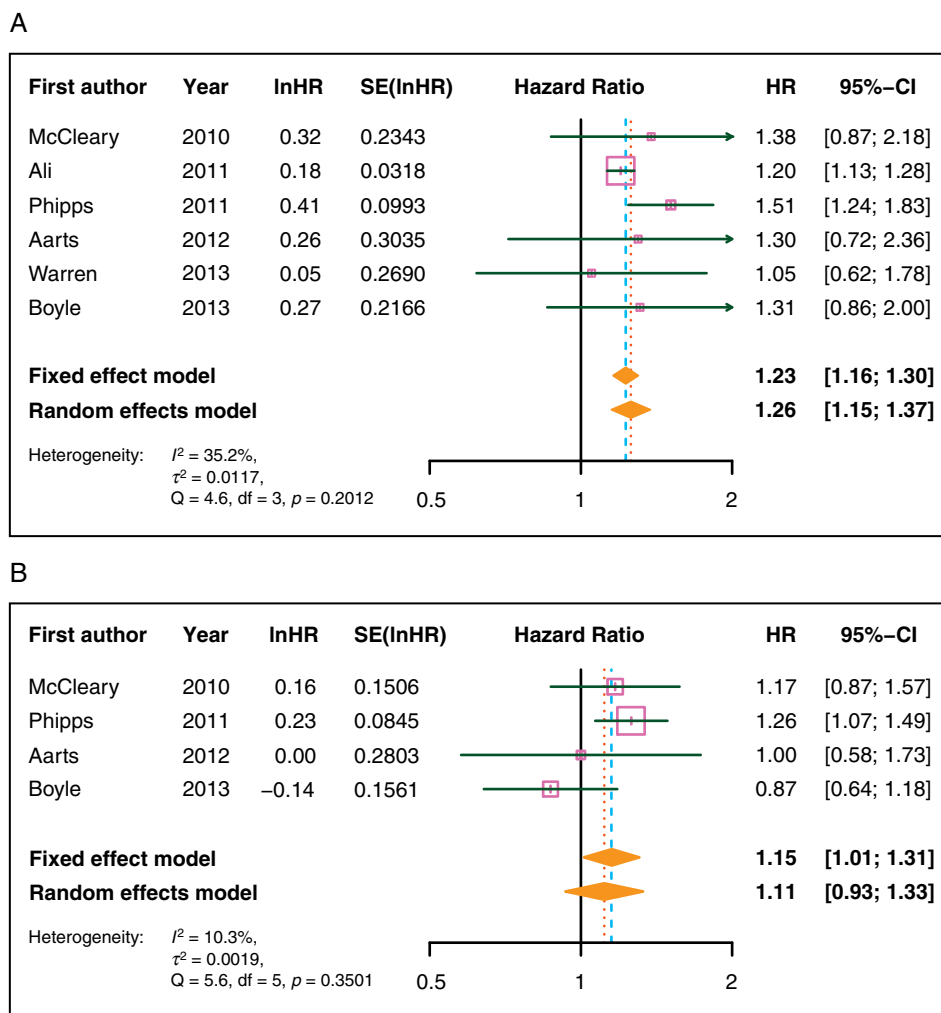 A
First author Year lnHR SE(lnHR) Hazard Ratio HR 95%−CI
McCleary 2010 0.32 0.2343 1.38 [0.87; 2.18]
Ali 2011 0.18 0.0318 1.20 [1.13; 1.28]
Phipps 2011 0.41 0.0993 1.51 [1.24; 1.83]
Aarts 2012 0.26 0.3035 1.30 [0.72; 2.36]
Warren 2013 0.05 0.2690 1.05 [0.62; 1.78]
Boyle 2013 0.27 0.2166 1.31 [0.86; 2.00]
Fixed effect model 1.23 [1.16; 1.30]
Random effects model 1.26 [1.15; 1.37]
Heterogeneity: I² = 35.2%,
τ² = 0.0117,
Q = 4.6, df = 3, p = 0.2012
0.5 1 2
B
First author Year lnHR SE(lnHR) Hazard Ratio HR 95%−CI
McCleary 2010 0.16 0.1506 1.17 [0.87; 1.57]
Phipps 2011 0.23 0.0845 1.26 [1.07; 1.49]
Aarts 2012 0.00 0.2803 1.00 [0.58; 1.73]
Boyle 2013 −0.14 0.1561 0.87 [0.64; 1.18]
Fixed effect model 1.15 [1.01; 1.31]
Random effects model 1.11 [0.93; 1.33]
Heterogeneity: I² = 10.3%,
τ² = 0.0019,
Q = 5.6, df = 5, p = 0.3501
0.5 1 2